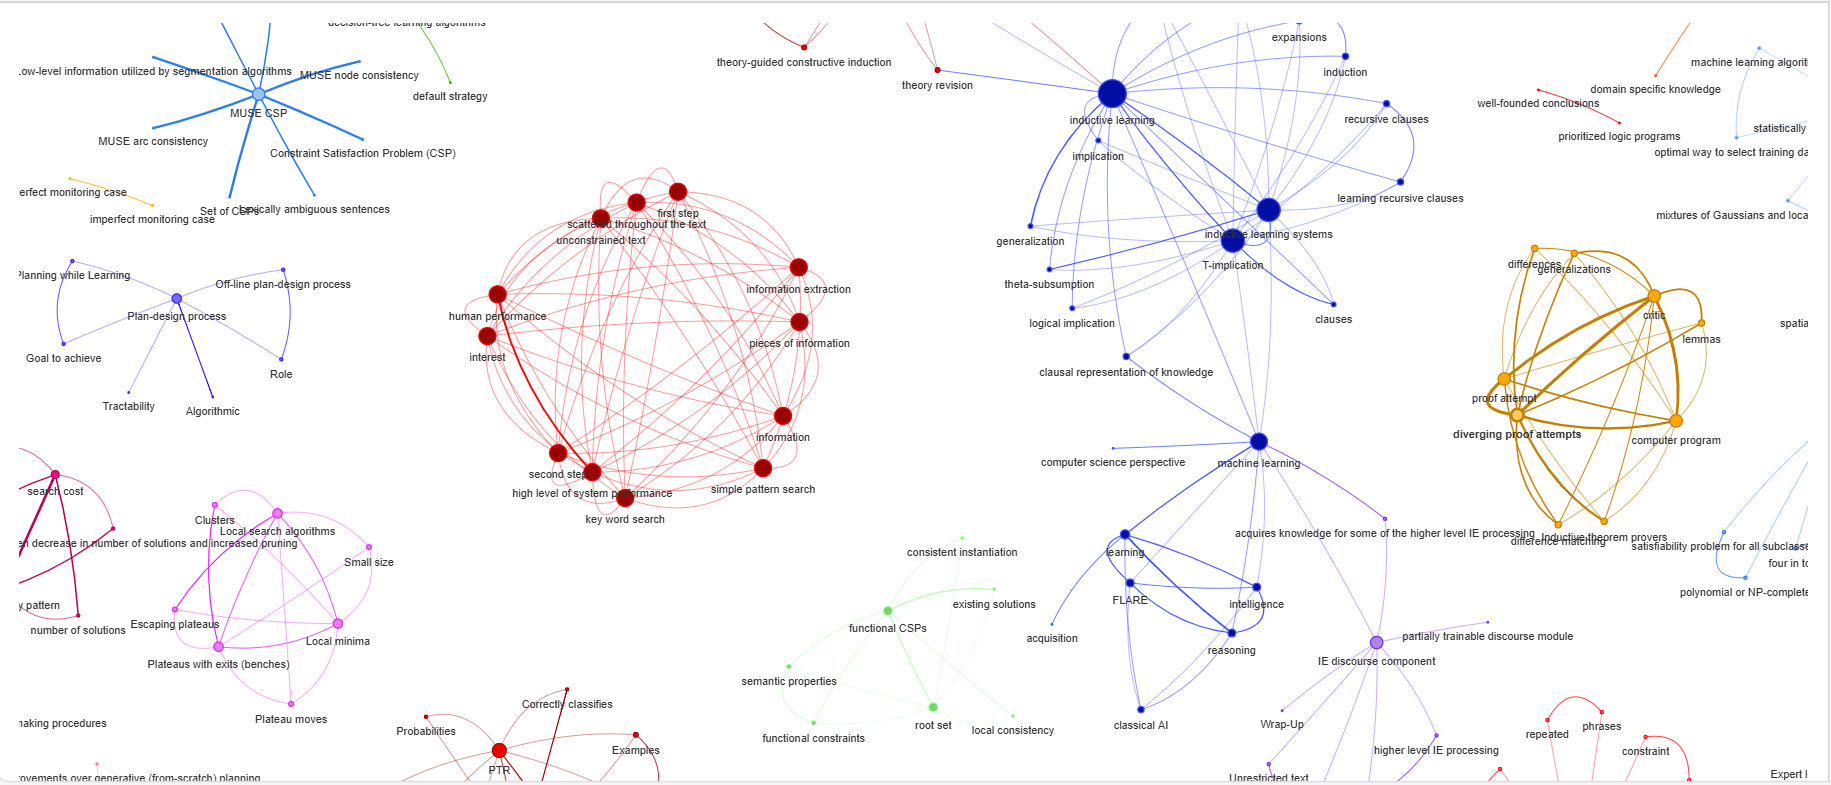 decision-tree learning algorithms
expansions
theory-guided constructive induction
machine learning algorit
low-level information utilized by segmentation algorithms
MUSE node consistency
induction
theory revision
domain specific knowledge
default strategy
well-founded conclusions
MUSE CSP
inductive learning
recursive clauses
statistically
prioritized logic programs
MUSE arc consistency
Constraint Satisfaction Problem (CSP)
implication
optimal way to select training da
erfect monitoring case
learning recursive clauses
Set of CSPs
Lexically ambiguous sentences
imperfect monitoring case
first step
scattered throughout the text
unconstrained text
mixtures of Gaussians and loca
inductive learning systems
generalization
T-implication
differences
generalizations
Planning while Learning
Off-line plan-design process
theta-subsumption
information extraction
Plan-design process
human performance
critic
logical implication
clauses
spatia
pieces of information
lemmas
Goal to achieve
interest
Role
clausal representation of knowledge
Tractability
Algorithmic
proof attempt
diverging proof attempts
computer program
information
computer science perspective
machine learning
second step
search cost
high level of system performance
simple pattern search
key word search
Clusters
Local search algorithms
acquires knowledge for some of the higher level IE processing
difference matching
Inductive theorem provers
en decrease in number of solutions and increased pruning
satisfiability problem for all subclasse
consistent instantiation
learning
Small size
four in to
polynomial or NP-complete
FLARE
intelligence
y pattern
existing solutions
Escaping plateaus
number of solutions
functional CSPs
acquisition
partially trainable discourse module
Local minima
reasoning
IE discourse component
Plateaus with exits (benches)
semantic properties
Correctly classifies
Plateau moves
naking procedures
Probabilities
root set
local consistency
classical AI
Wrap-Up
phrases
repeated
functional constraints
Examples
higher level IE processing
constraint
PTR
Unrestricted text
Expert l
rovements over generative (from-scratch) planning